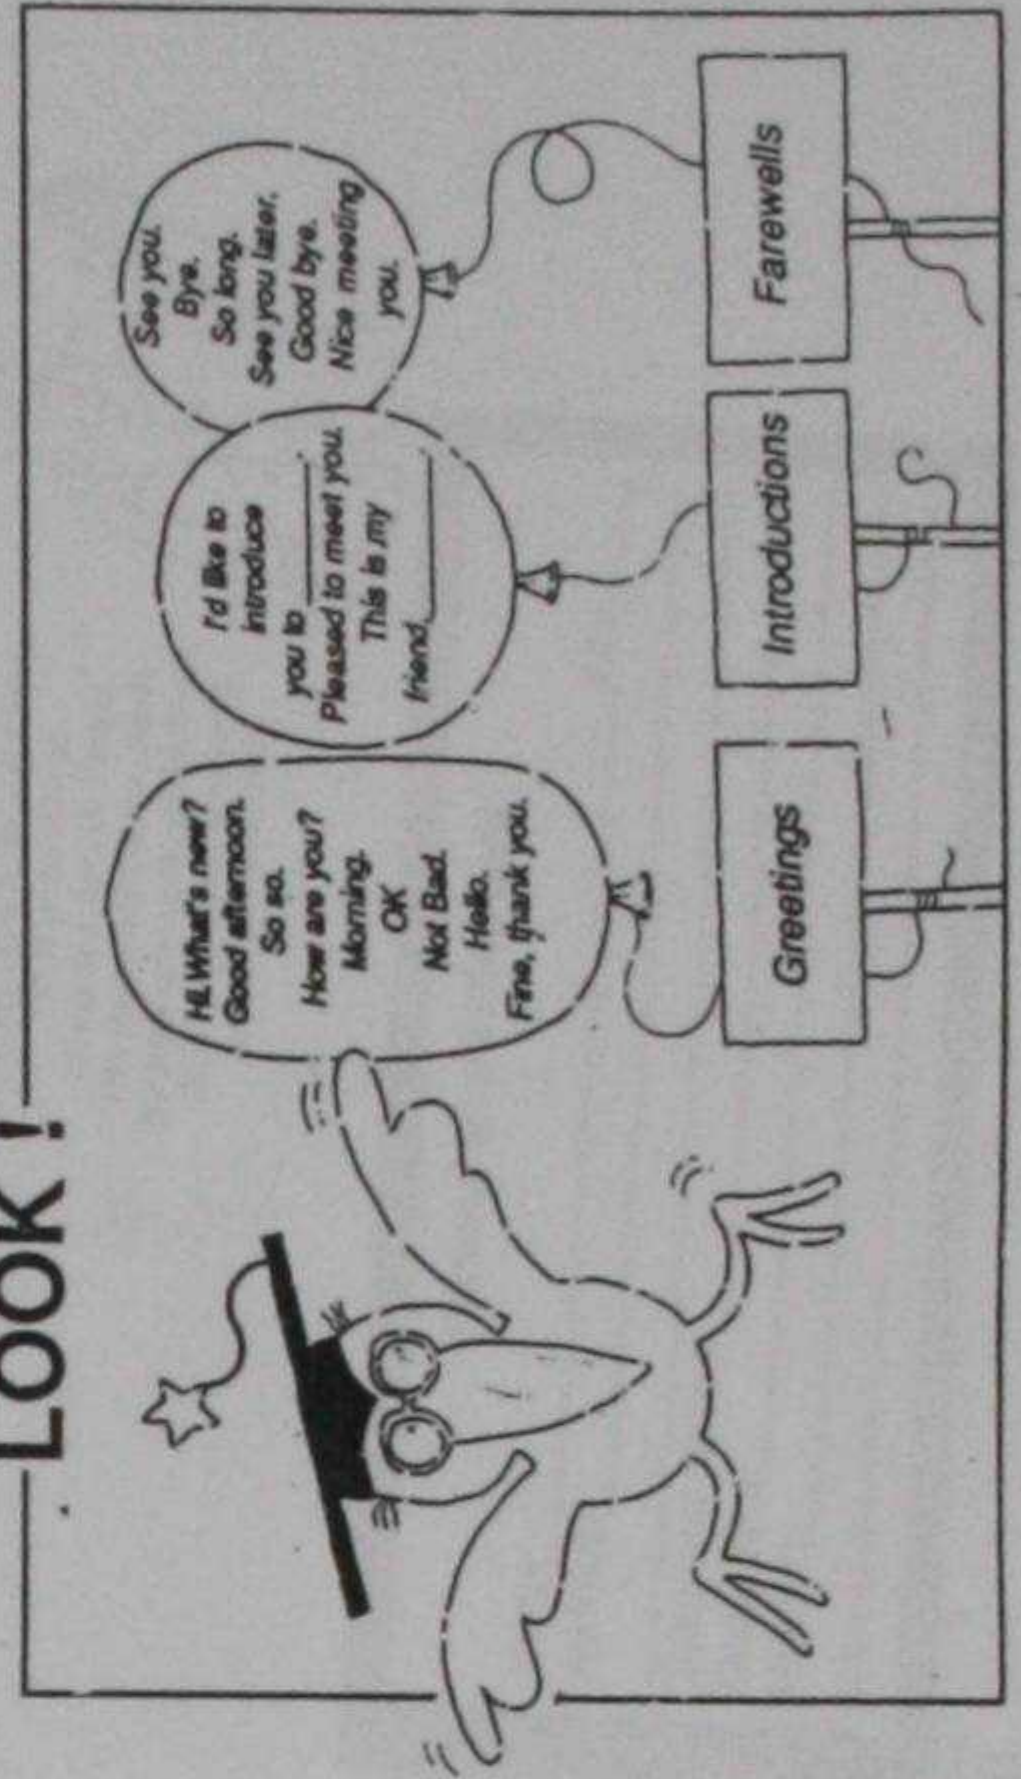 LOOK !
Hi. What's new?
Good afternoon.
So so.
How are you?
Morning.
OK
Not Bad.
Hello.
Fine, thank you.
Greetings
I'd like to
introduce
you to ________.
Pleased to meet you.
This is my
friend ________.
Introductions
See you.
Bye.
So long.
See you later.
Good bye.
Nice meeting
you.
Farewells